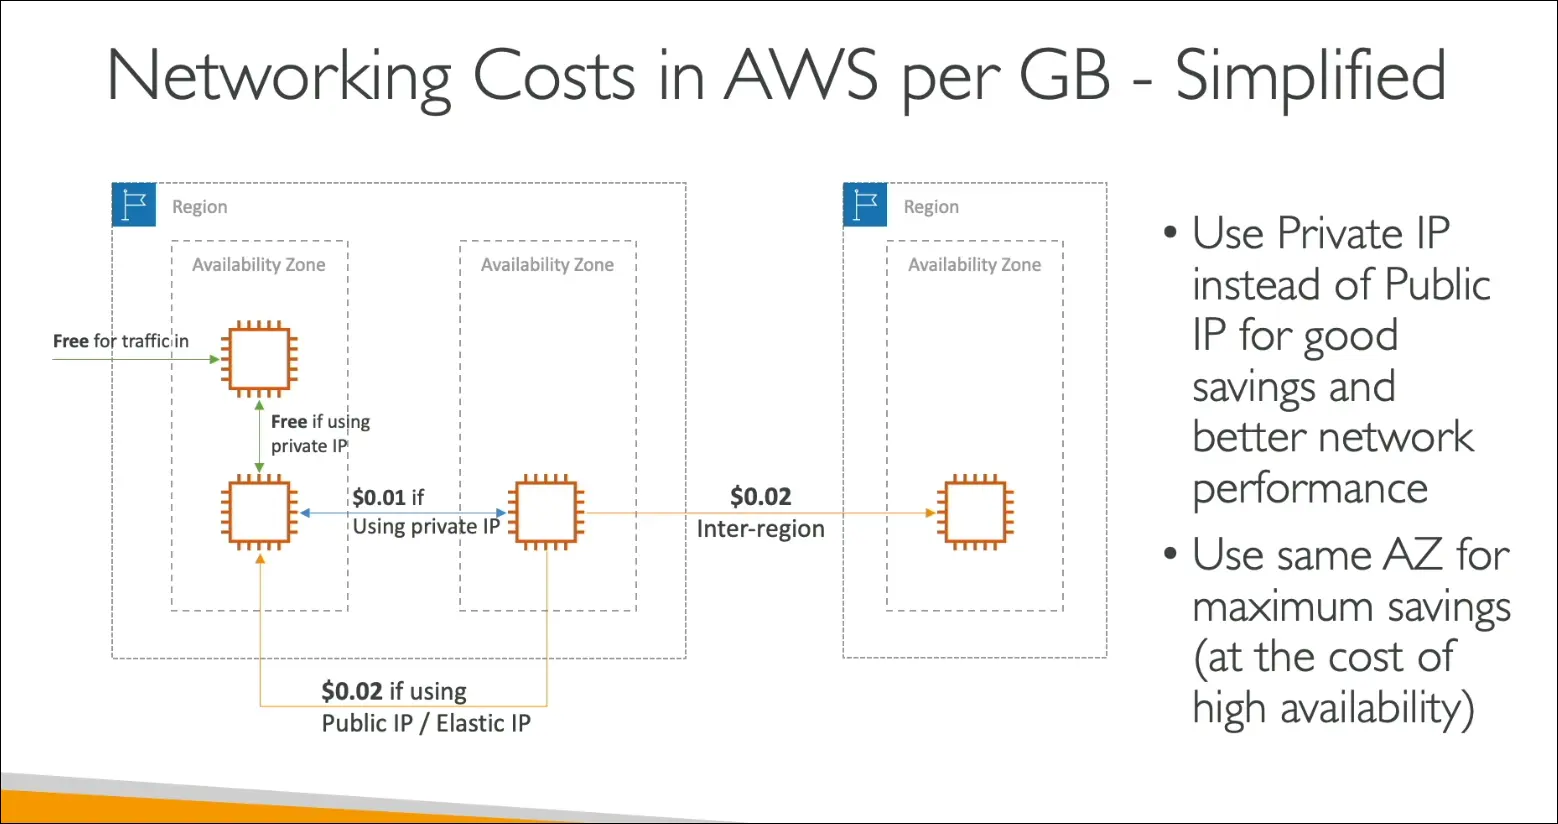 Networking Costs in AWS per GB - Simplified
Region
Availability Zone
Availability Zone
Free for traffic in
Free if using
private IP
$0.01 if
Using private IP
$0.02 if using
Public IP / Elastic IP
$0.02
Inter-region
Region
Availability Zone
• Use Private IP
instead of Public
IP for good
savings and
better network
performance
• Use same AZ for
maximum savings
(at the cost of
high availability)